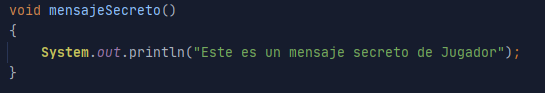 void mensajeSecreto()
{
    System.out.println("Este es un mensaje secreto de Jugador");
}